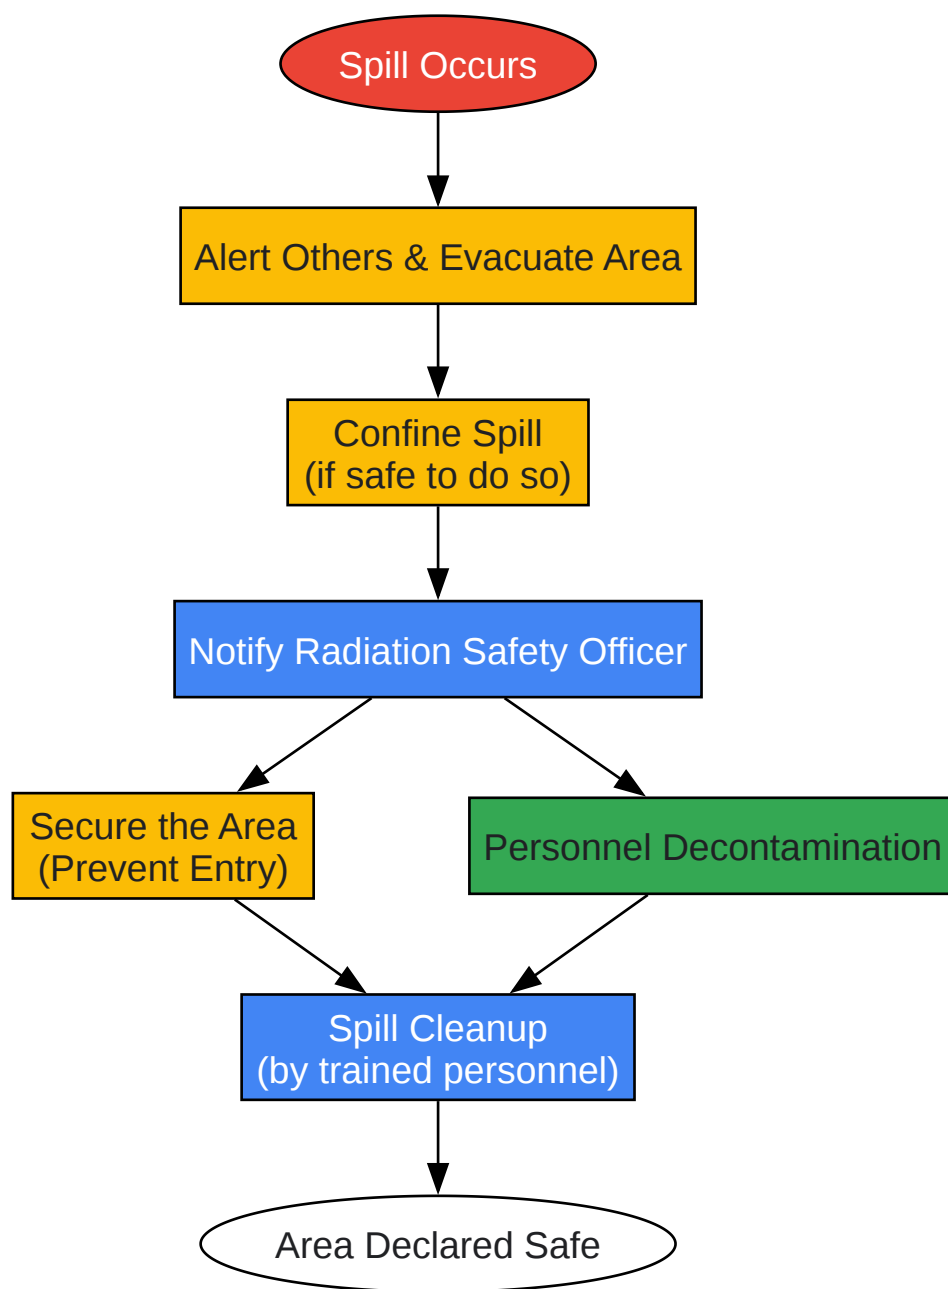 Spill Occurs
Alert Others & Evacuate Area
Confine Spill
(if safe to do so)
Notify Radiation Safety Officer
Secure the Area
(Prevent Entry)
Personnel Decontamination
Spill Cleanup
(by trained personnel)
Area Declared Safe